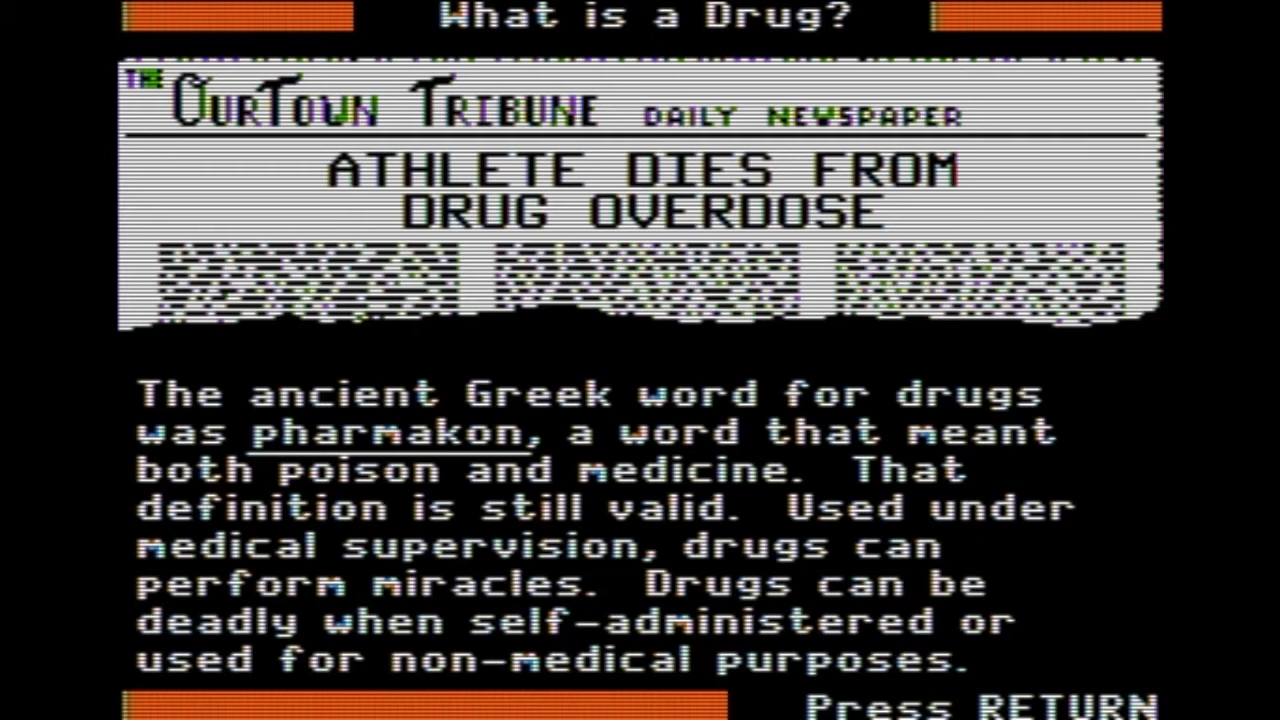 What is a Drug?
THE OURTOWN TRIBUNE DAILY NEWSPAPER
ATHLETE DIES FROM
DRUG OVERDOSE
The ancient Greek word for drugs
was pharmakon, a word that meant
both poison and medicine. That
definition is still valid. Used under
medical supervision, drugs can
perform miracles. Drugs can be
deadly when self-administered or
used for non-medical purposes.
Press RETURN